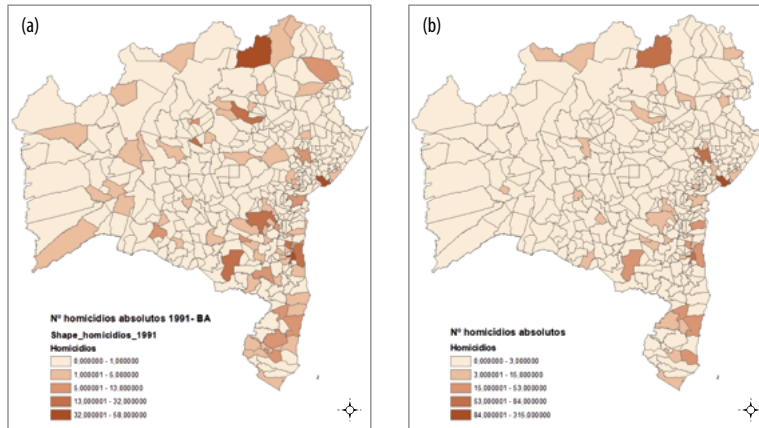 (a)
Nº homicidios absolutos 1991- BA
Shape_homicidios_1991
Homicidios
0,000000 - 1,000000
1,000001 - 5,000000
5,000001 - 13,000000
13,000001 - 32,000000
32,000001 - 58,000000
(b)
Nº homicidios absolutos
Homicidios
0,000000 - 3,000000
3,000001 - 15,000000
15,000001 - 53,000000
53,000001 - 84,000000
84,000001 - 315,000000